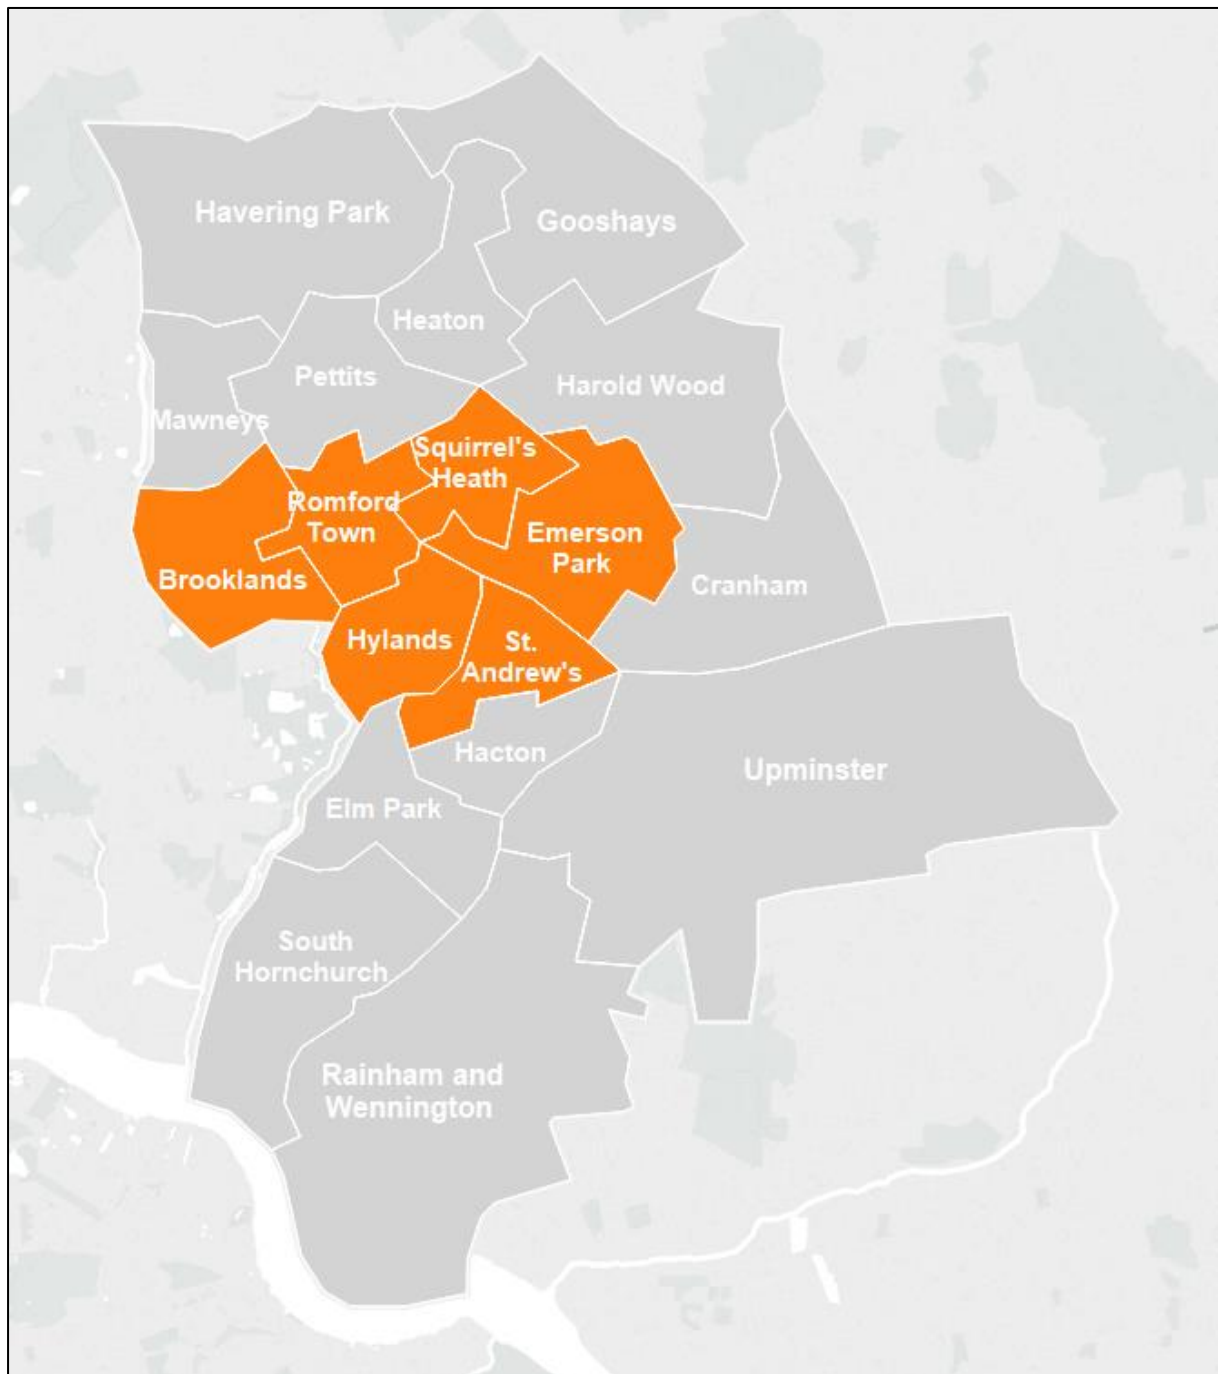 Havering Park
Gooshays
Heaton
Pettits
Harold Wood
Mawneys
Squirrel's
Heath
Romford
Town
Emerson
Park
Brooklands
Cranham
Hylands
St.
Andrew's
Hacton
Upminster
Elm Park
South
Hornchurch
Rainham and
Wennington